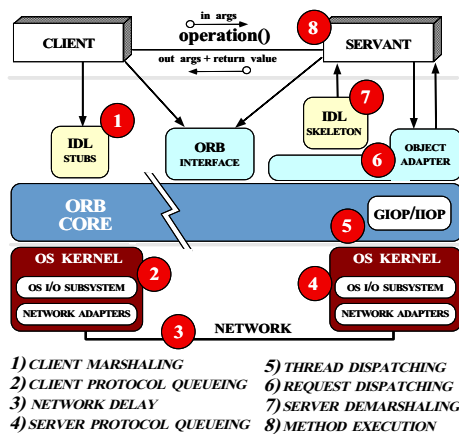 in args
operation()
out args + return value
CLIENT
8
SERVANT
1
IDL
STUBS
ORB
INTERFACE
7
IDL
SKELETON
6
OBJECT
ADAPTER
ORB
CORE
GIOP/IIOP
5
OS KERNEL
OS I/O SUBSYSTEM
NETWORK ADAPTERS
2
3
NETWORK
4
OS KERNEL
OS I/O SUBSYSTEM
NETWORK ADAPTERS
1) CLIENT MARSHALING
2) CLIENT PROTOCOL QUEUEING
3) NETWORK DELAY
4) SERVER PROTOCOL QUEUEING
5) THREAD DISPATCHING
6) REQUEST DISPATCHING
7) SERVER DEMARSHALING
8) METHOD EXECUTION